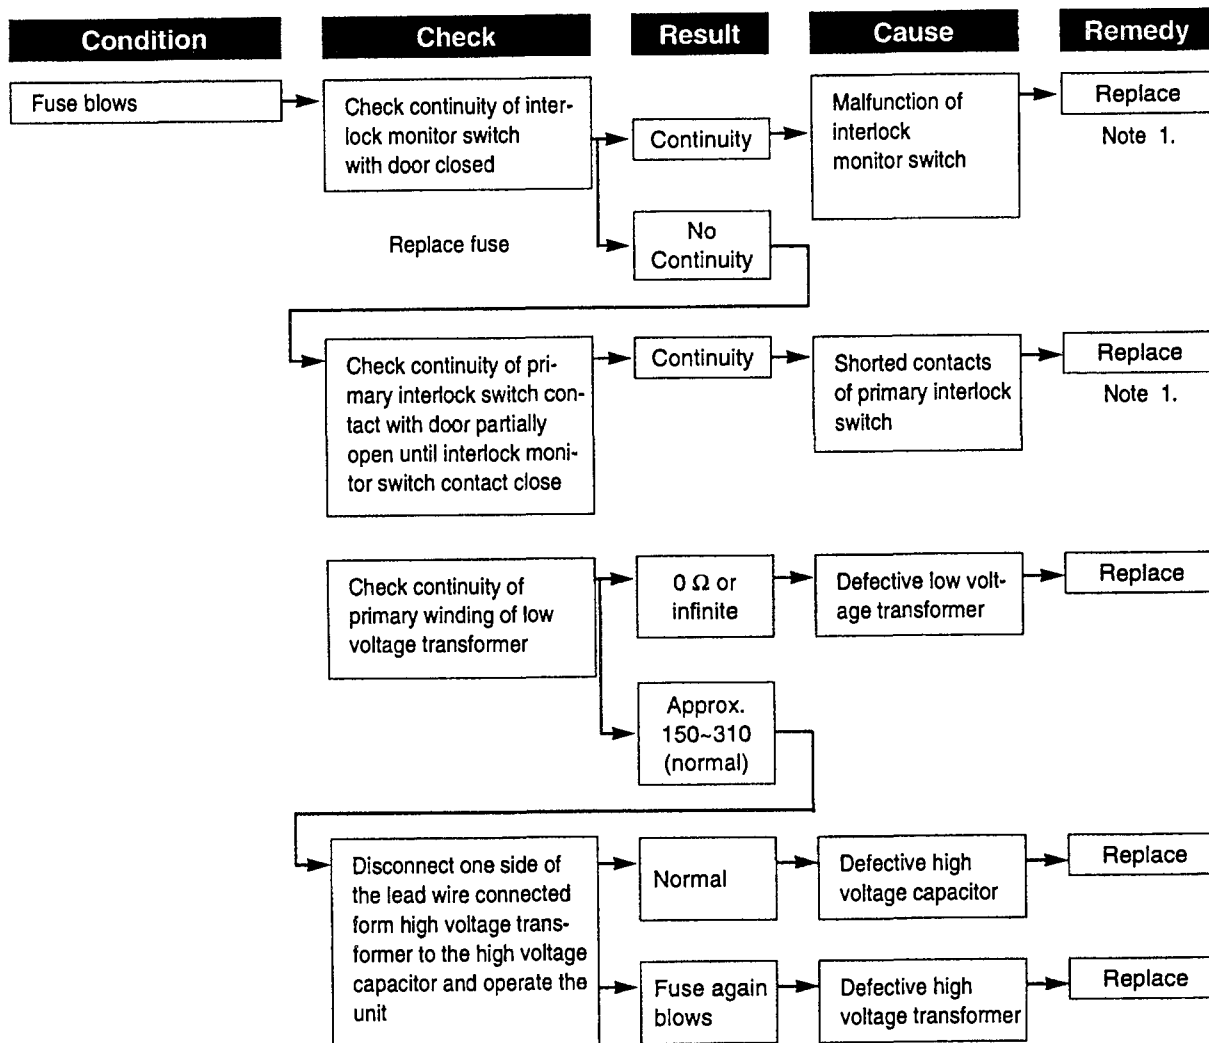 Condition
Check
Result
Cause
Remedy
Fuse blows
Check continuity of inter-
lock monitor switch
with door closed
Continuity
Malfunction of
interlock
monitor switch
Replace
Note 1.
Replace fuse
No
Continuity
Check continuity of pri-
mary interlock switch con-
tact with door partially
open until interlock moni-
tor switch contact close
Continuity
Shorted contacts
of primary interlock
switch
Replace
Note 1.
Check continuity of
primary winding of low
voltage transformer
0 Ω or
infinite
Defective low volt-
age transformer
Replace
Approx.
150~310
(normal)
Disconnect one side of
the lead wire connected
form high voltage trans-
former to the high voltage
capacitor and operate the
unit
Normal
Defective high
voltage capacitor
Replace
Fuse again
blows
Defective high
voltage transformer
Replace